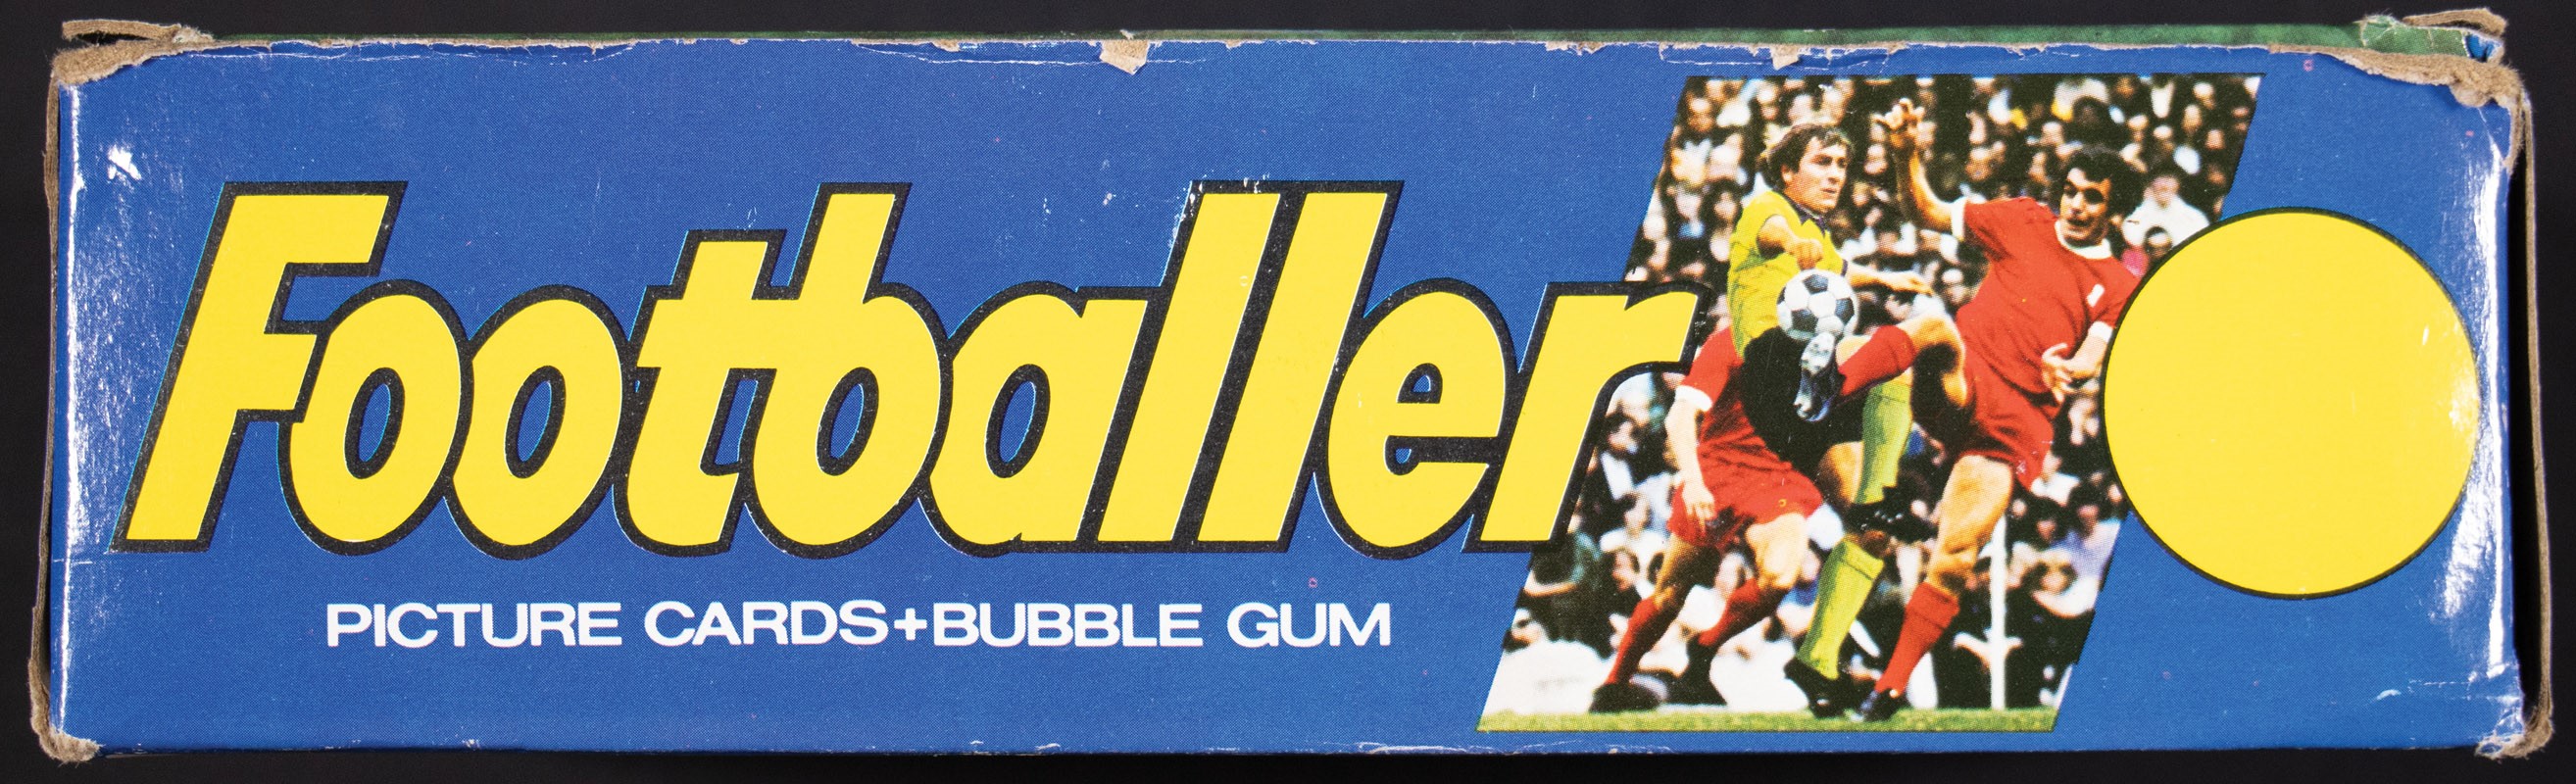 Footballer
PICTURE CARDS+BUBBLE GUM